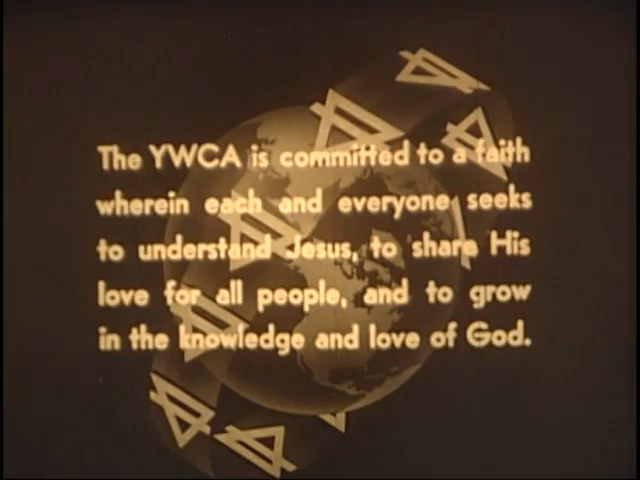 The YWCA is committed to a faith
wherein each and everyone seeks
to understand Jesus, to share His
love for all people, and to grow
in the knowledge and love of God.